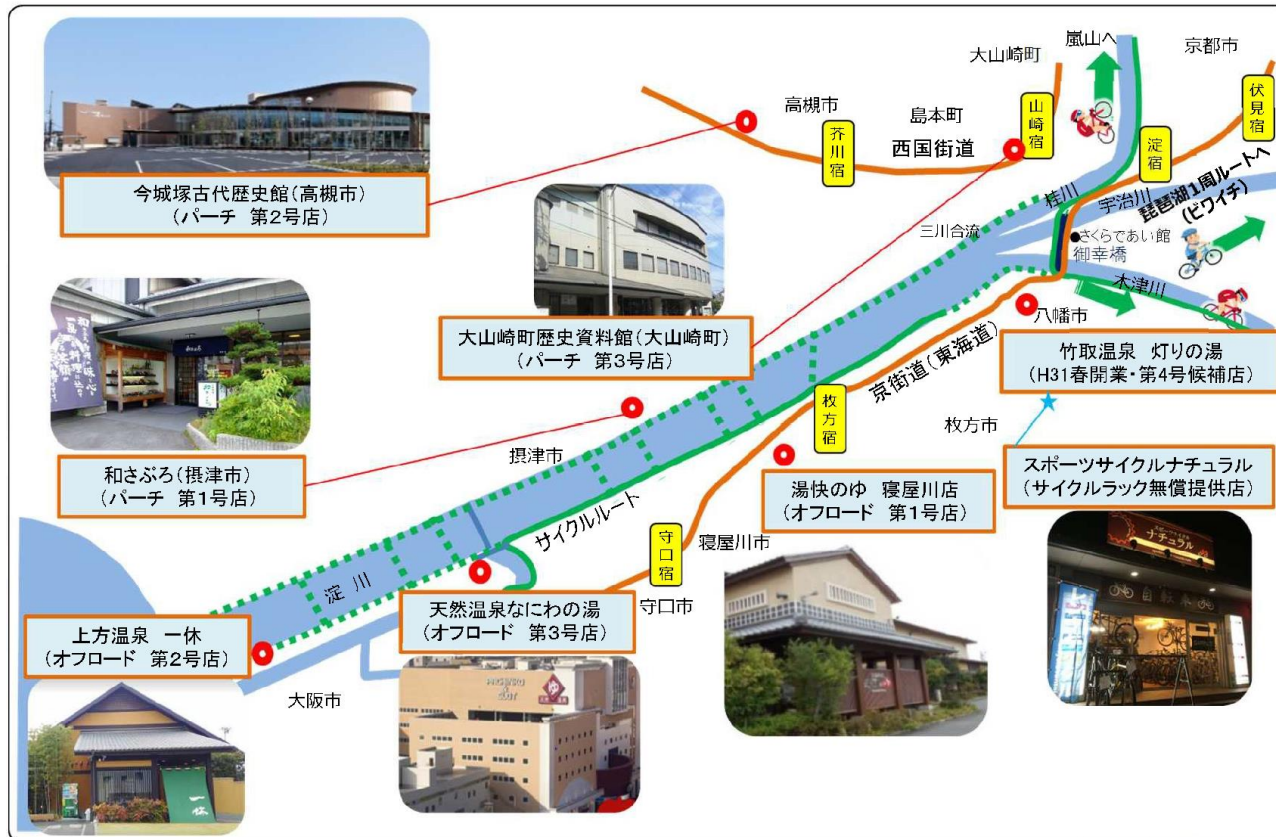 嵐山へ
京都市
大山崎町
伏見宿
高槻市
島本町
山崎宿
淀宿
芥川宿
西国街道
今城塚古代歴史館(高槻市)
(パーチ 第2号店)
桂川
宇治川
琵琶湖1周ルートへ
(ビワイチ)
三川合流
さくらであい館
御幸橋
木津川
八幡市
大山崎町歴史資料館(大山崎町)
(パーチ 第3号店)
京街道(東海道)
竹取温泉 灯りの湯
(H31春開業・第4号候補店)
枚方宿
枚方市
摂津市
和さぶろ(摂津市)
(パーチ 第1号店)
スポーツサイクルナチュラル
(サイクルラック無償提供店)
湯快のゆ 寝屋川店
(オフロード 第1号店)
サイクルルート
寝屋川市
守口宿
守口市
淀川
天然温泉なにわの湯
(オフロード 第3号店)
上方温泉 一休
(オフロード 第2号店)
大阪市
ナチュラル
自転車
ゆ
一休